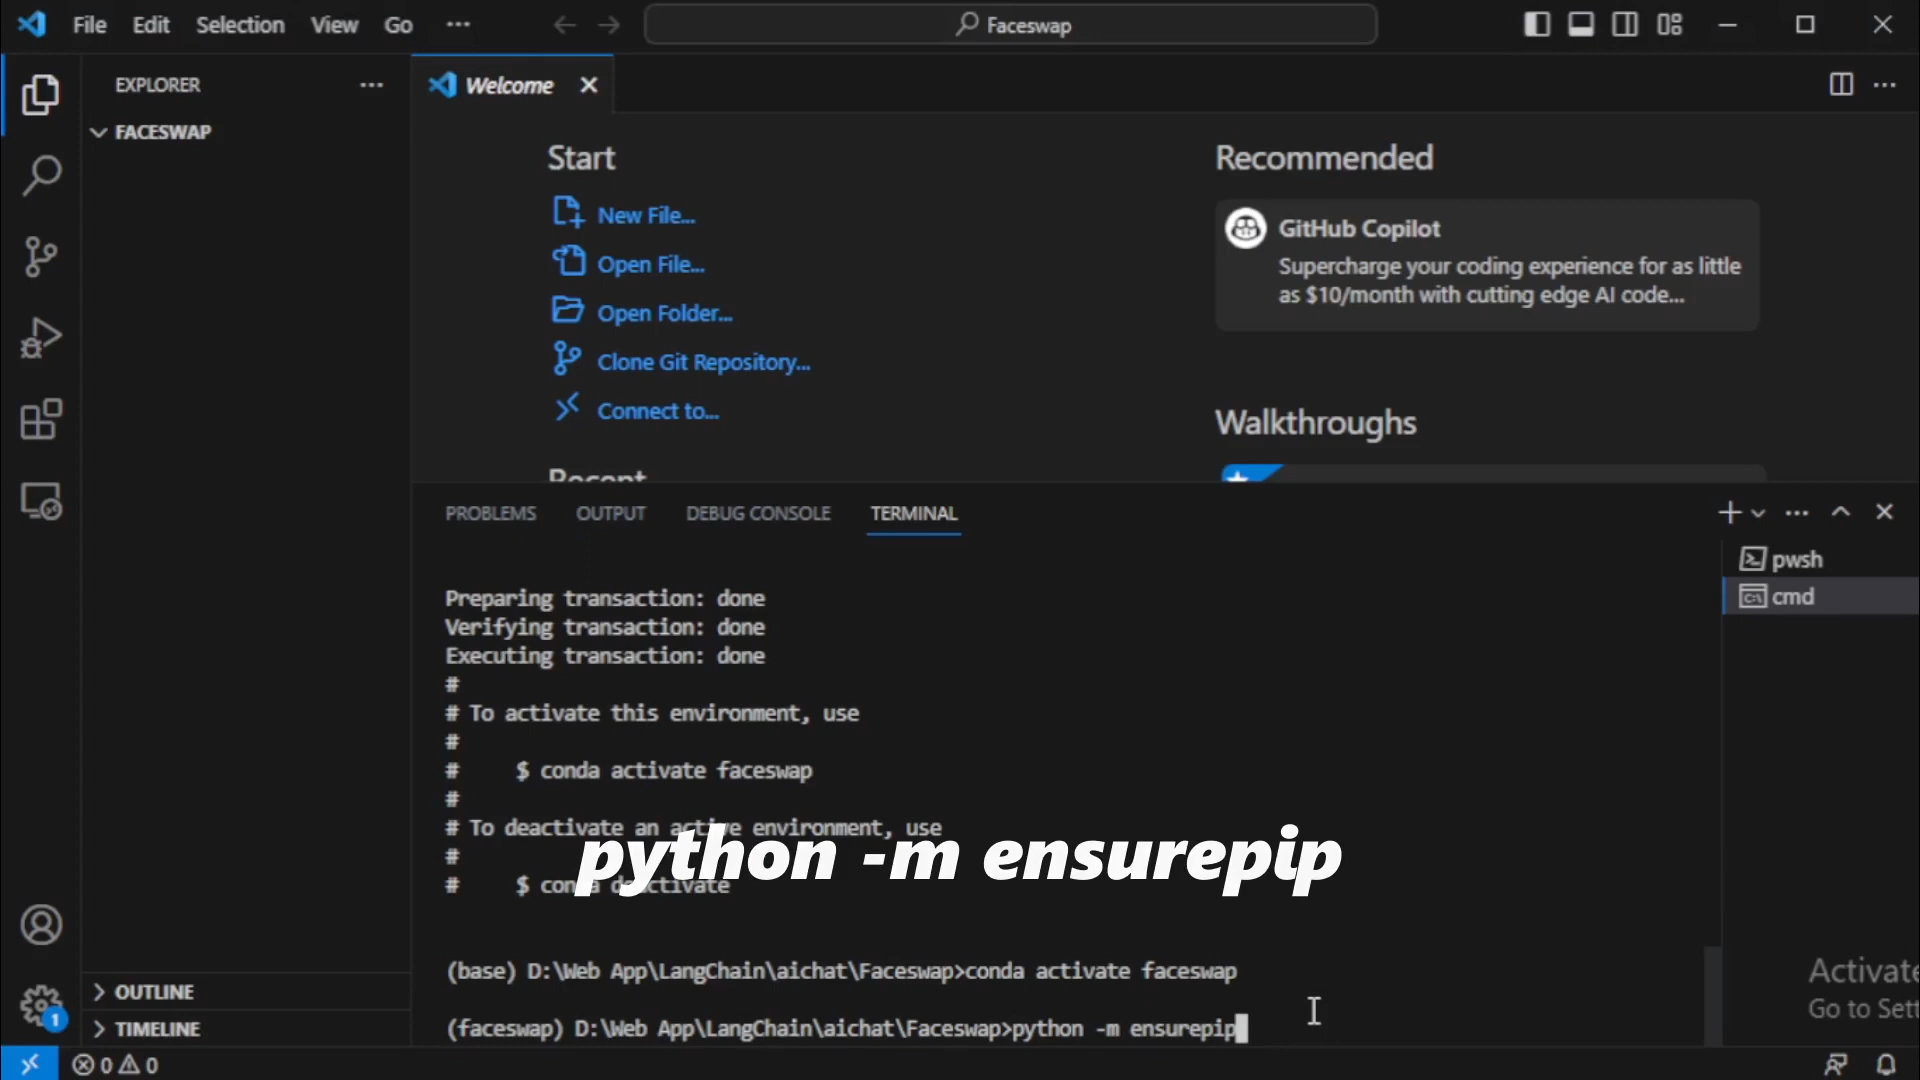 File Edit Selection View Go ···
Faceswap
EXPLORER ···
FACESWAP
Welcome
Start
New File...
Open File...
Open Folder...
Clone Git Repository...
Connect to...
Recent
Recommended
GitHub Copilot
Supercharge your coding experience for as little
as $10/month with cutting edge AI code...
Walkthroughs
PROBLEMS OUTPUT DEBUG CONSOLE TERMINAL
pwsh
cmd
Preparing transaction: done
Verifying transaction: done
Executing transaction: done
#
# To activate this environment, use
#
#     $ conda activate faceswap
#
# To deactivate an active environment, use
#
#     $ conda deactivate
python -m ensurepip
(base) D:\Web App\LangChain\aichat\Faceswap>conda activate faceswap
(faceswap) D:\Web App\LangChain\aichat\Faceswap>python -m ensurepip
OUTLINE
TIMELINE
1
0 0
Activate
Go to Sett